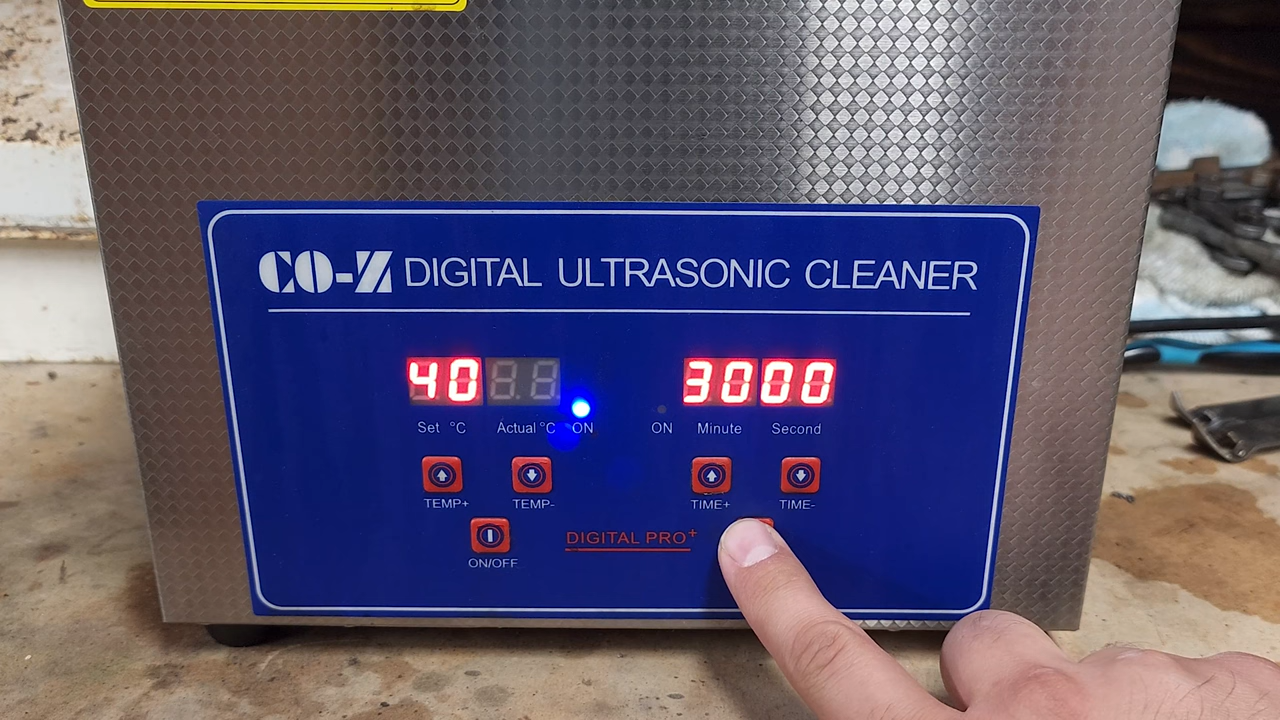 CO-Z DIGITAL ULTRASONIC CLEANER
40 3000
Set °C Actual °C ON ON Minute Second
TEMP+ TEMP- TIME+ TIME-
DIGITAL PRO+
ON/OFF